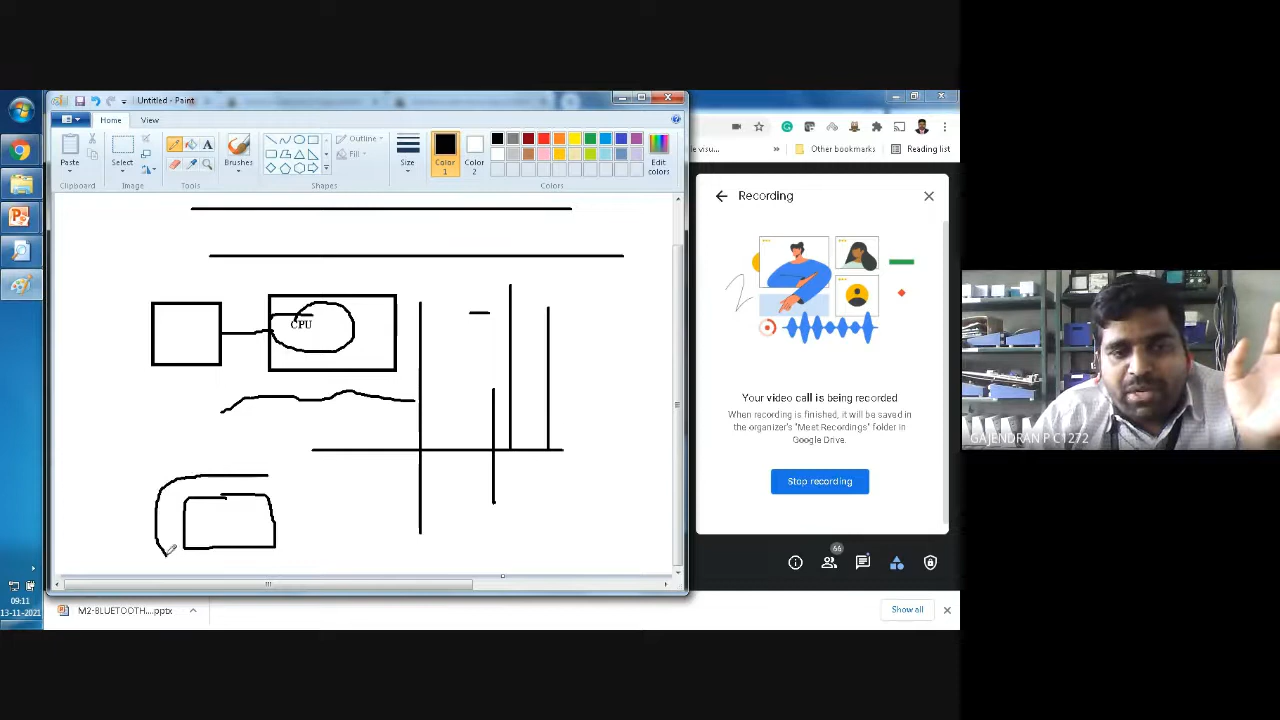 Untitled - Paint
Home
View
Paste
Select
Brushes
Outline
Fill
Size
Color
1
Color
2
Edit
colors
Clipboard
Image
Tools
Shapes
Colors
CPU
Other bookmarks
Reading list
Recording
Your video call is being recorded
When recording is finished, it will be saved
in the organizer's "Meet Recordings" folder in
Google Drive.
Stop recording
66
GAJENDRAN P C1272
09:11
13-11-2021
M2-BLUETOOTH....pptx
Show all